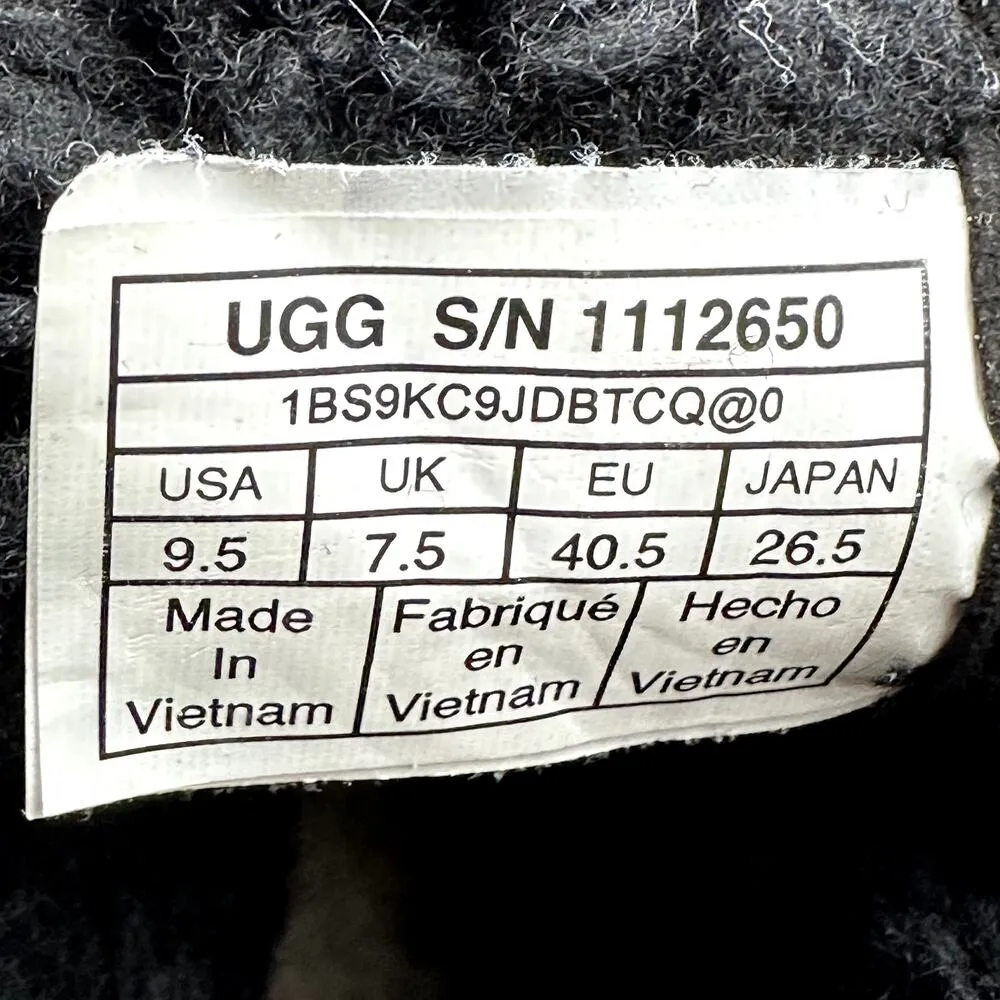 UGG S/N 1112650
1BS9KC9JDBTCQ@0
USA UK EU JAPAN
9.5 7.5 40.5 26.5
Made
In
Vietnam
Fabriqué
en
Vietnam
Hecho
en
Vietnam